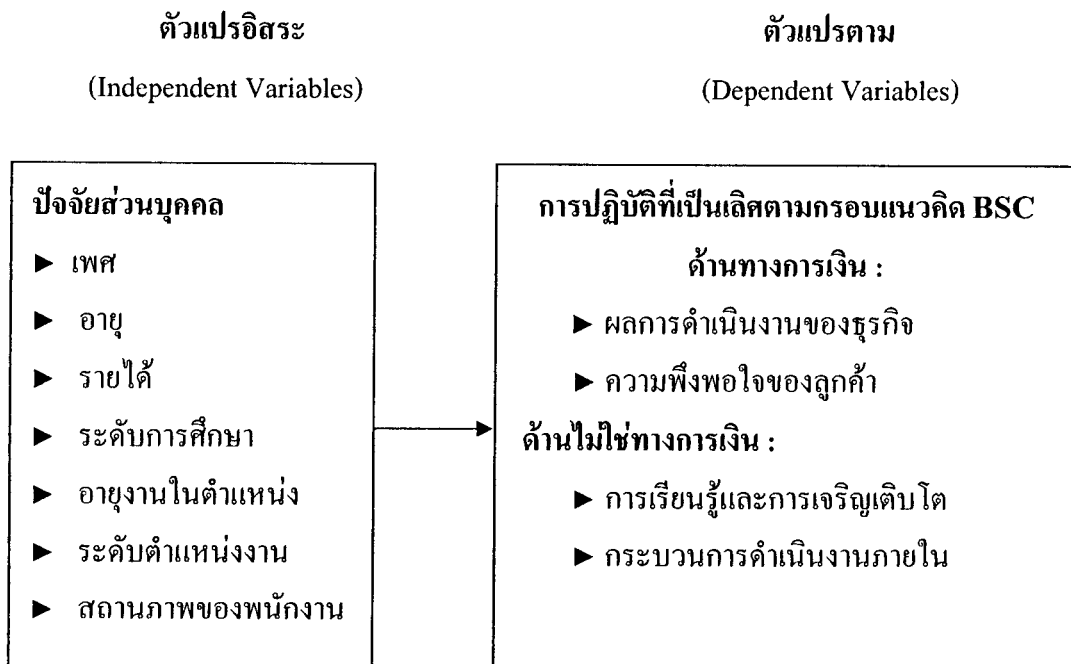 ตัวแปรอิสระ
(Independent Variables)
ปัจจัยส่วนบุคคล
► เพศ
► อายุ
► รายได้
► ระดับการศึกษา
► อายุงานในตำแหน่ง
► ระดับตำแหน่งงาน
► สถานภาพของพนักงาน
ตัวแปรตาม
(Dependent Variables)
การปฏิบัติที่เป็นเลิศตามกรอบแนวคิด BSC
ด้านทางการเงิน :
► ผลการดำเนินงานของธุรกิจ
► ความพึงพอใจของลูกค้า
ด้านไม่ใช่ทางการเงิน :
► การเรียนรู้และการเจริญเติบโต
► กระบวนการดำเนินงานภายใน